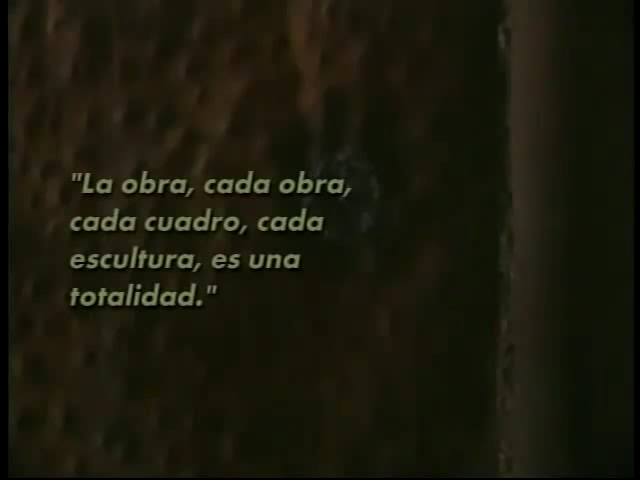 "La obra, cada obra,
cada cuadro, cada
escultura, es una
totalidad."